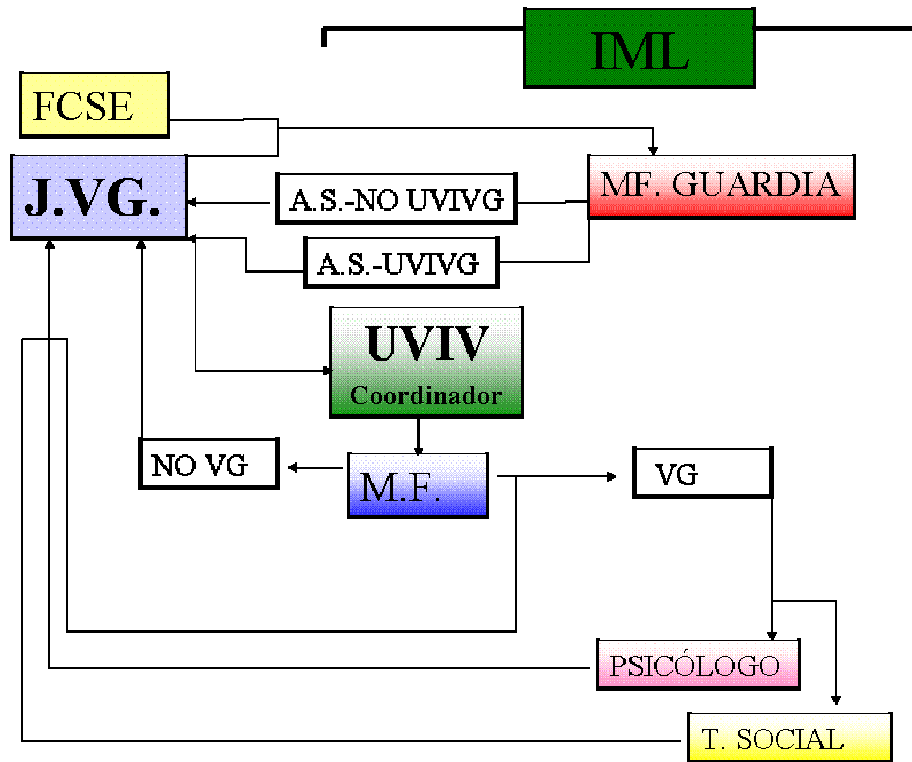 IML
FCSE
J.VG.
MF. GUARDIA
A.S.-NO UVIVG
A.S.-UVIVG
UVIV
Coordinador
NO VG
M.F.
VG
PSICÓLOGO
T. SOCIAL